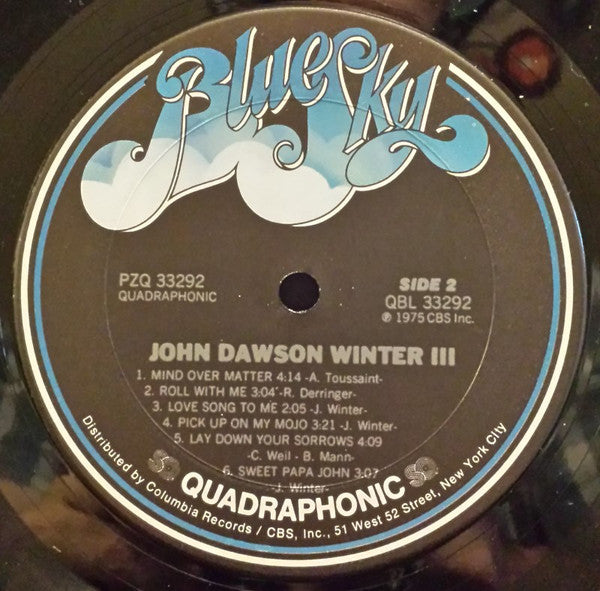 Blue Sky
PZQ 33292
QUADRAPHONIC
SIDE 2
QBL 33292
℗ 1975 CBS Inc.
JOHN DAWSON WINTER III
1. MIND OVER MATTER 4:14 -A. Toussaint-
2. ROLL WITH ME 3:04 -R. Derringer-
3. LOVE SONG TO ME 2:05 -J. Winter-
4. PICK UP ON MY MOJO 3:21 -J. Winter-
5. LAY DOWN YOUR SORROWS 4:09
-C. Weil - B. Mann-
6. SWEET PAPA JOHN 3:07
-J. Winter-
QUADRAPHONIC
Distributed by Columbia Records / CBS, Inc., 51 West 52 Street, New York City